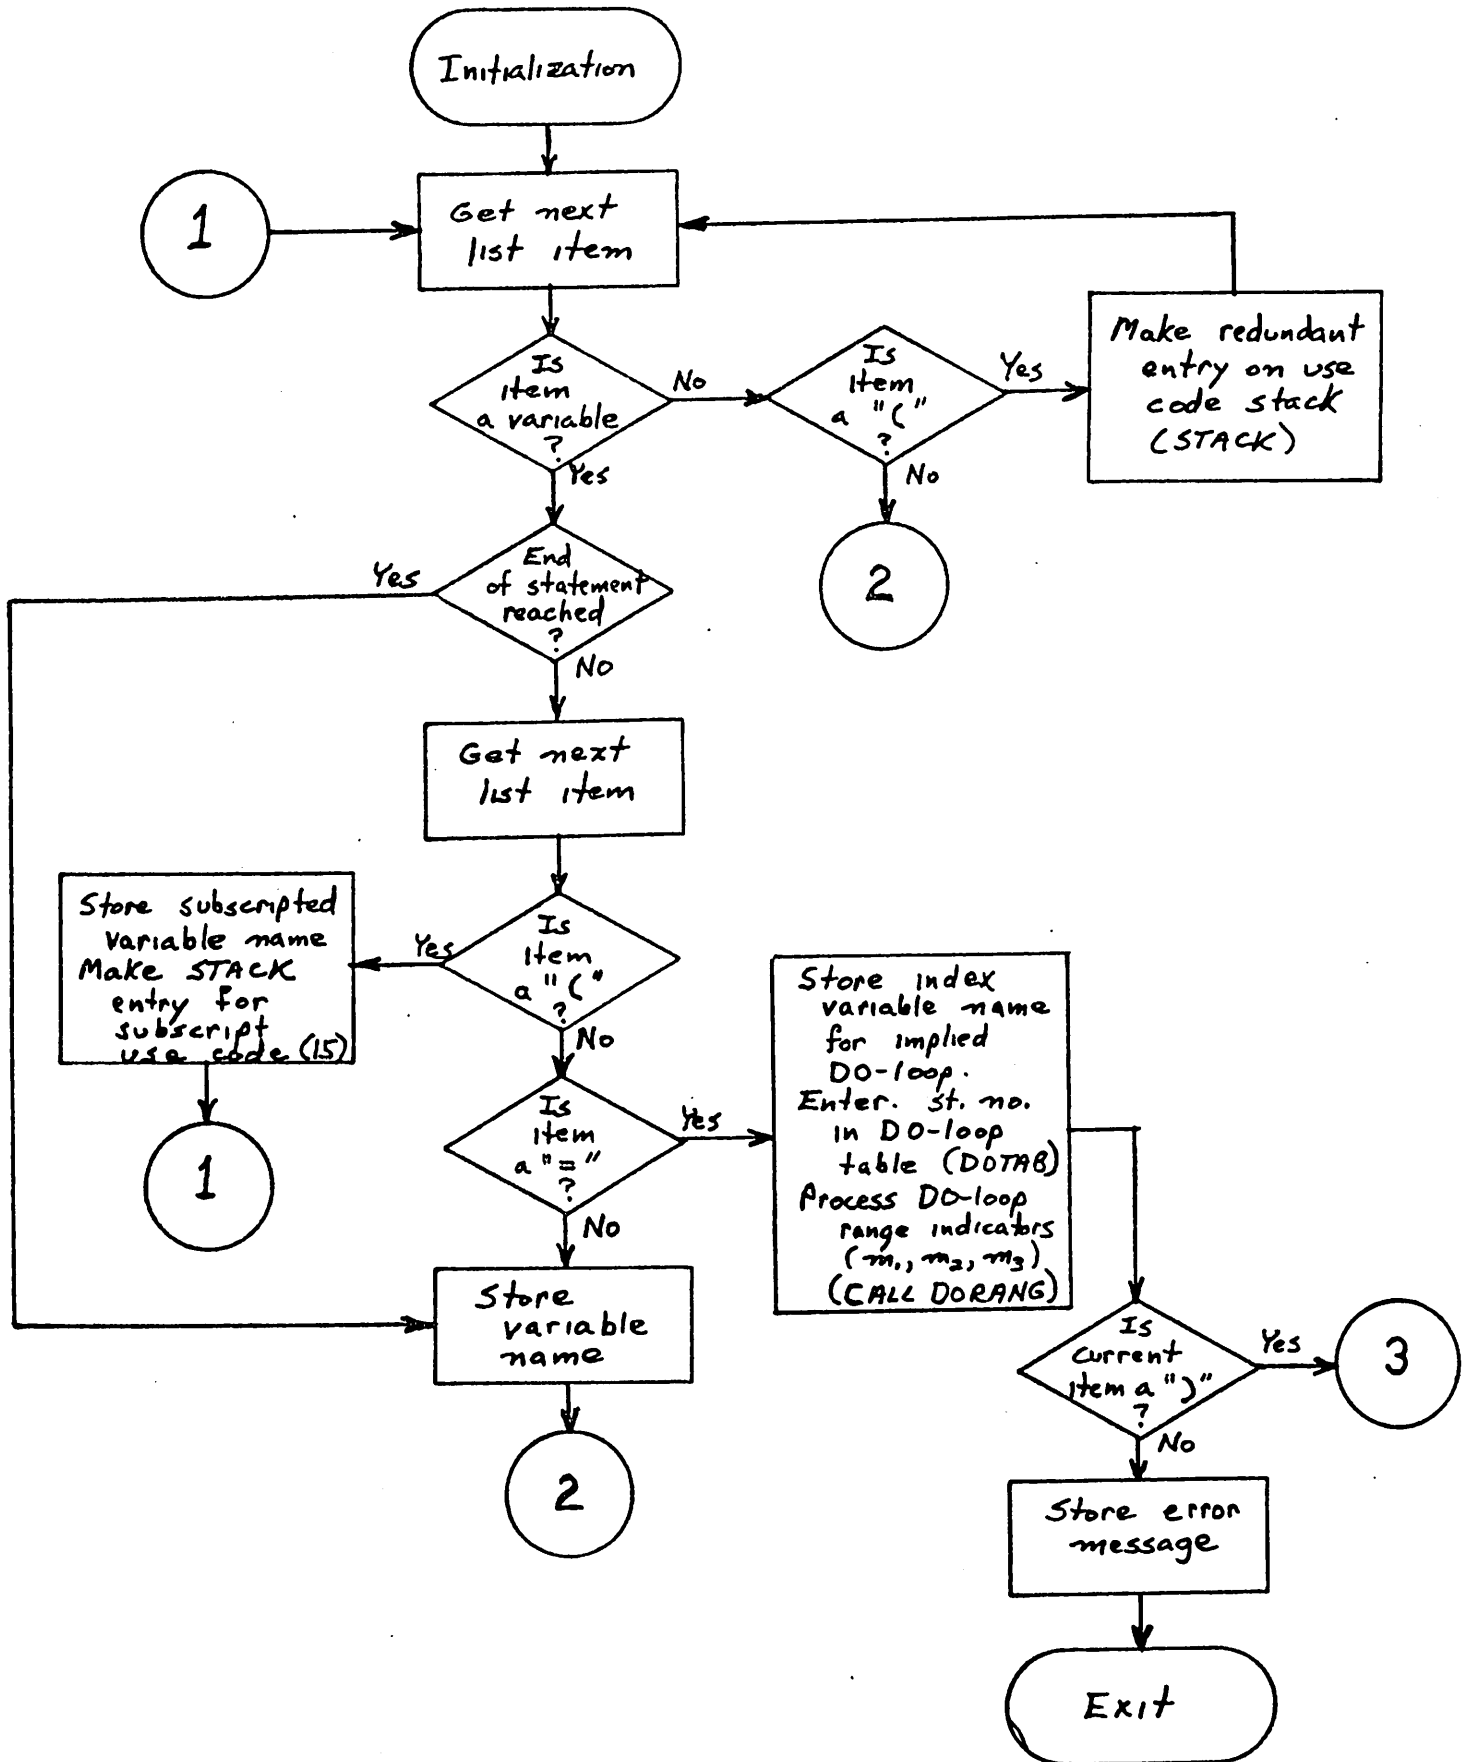 Initialization
1
Get next
list item
Is
item
a variable
?
No
Yes
Is
item
a "("
?
Yes
No
Make redundant
entry on use
code stack
(STACK)
2
End
of statement
reached
?
Yes
No
Get next
list item
Is
item
a "("
?
Yes
No
Store subscripted
variable name
Make STACK
entry for
subscript
use code (15)
1
Is
item
a "="
?
Yes
No
Store index
variable name
for implied
DO-loop.
Enter. st. no.
in DO-loop
table (DOTAB)
Process DO-loop
range indicators
(m₁, m₂, m₃)
(CALL DORANG)
Store
variable
name
2
Is
current
item a ")"
?
Yes
No
3
Store error
message
Exit